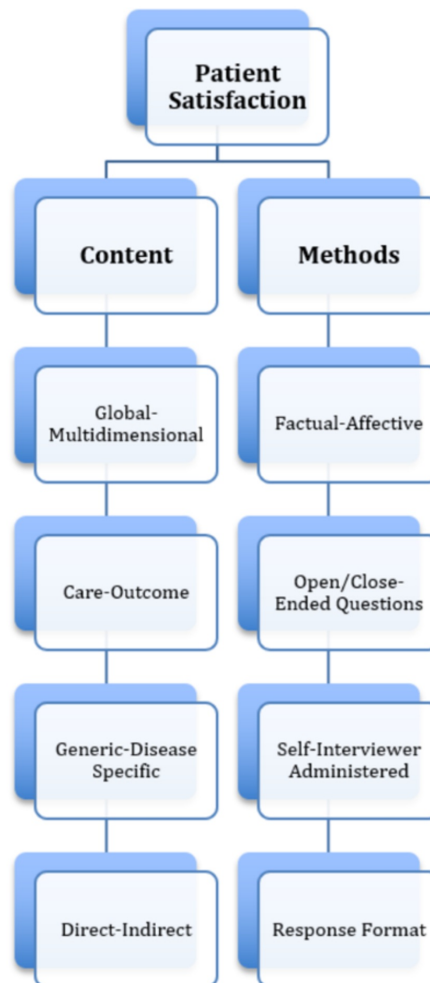 Patient
Satisfaction
Content
Methods
Global-
Multidimensional
Factual-Affective
Care-Outcome
Open/Close-
Ended Questions
Generic-Disease
Specific
Self-Interviewer
Administered
Direct-Indirect
Response Format